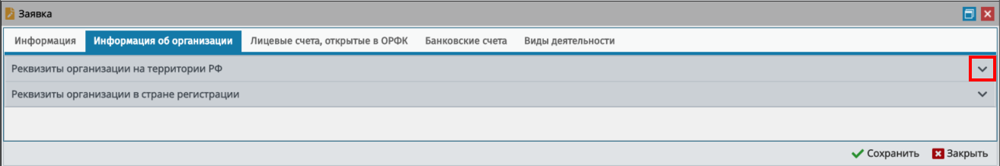 Заявка
Информация Информация об организации Лицевые счета, открытые в ОРФК Банковские счета Виды деятельности
Реквизиты организации на территории РФ
Реквизиты организации в стране регистрации
Сохранить Закрыть